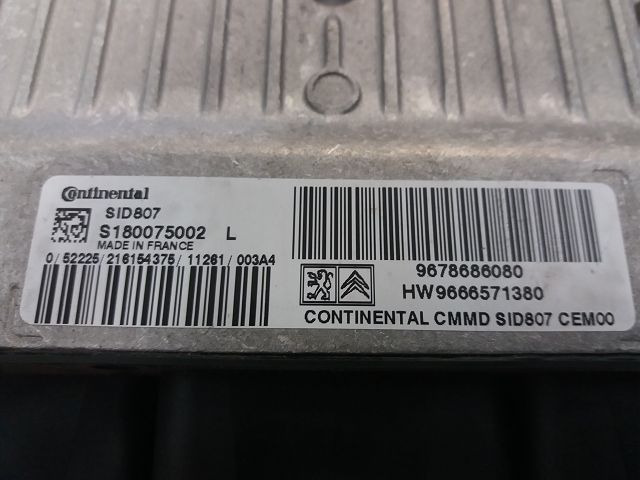 Continental
SID807
S180075002 L
MADE IN FRANCE
0/52225/216154375/11261/003A4
9678686080
HW9666571380
CONTINENTAL CMMD SID807 CEM00